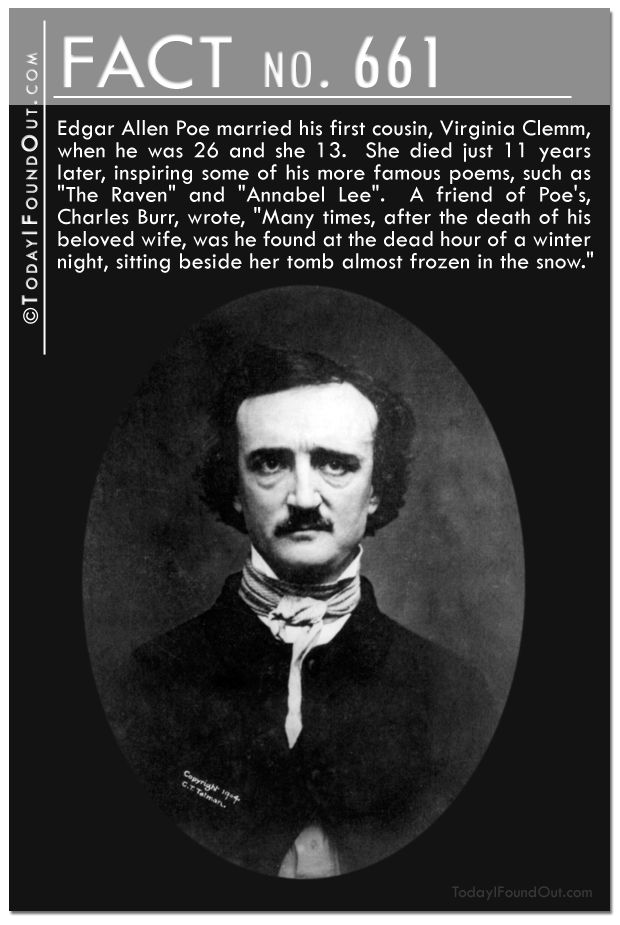 FACT NO. 661
©TODAYIFOUNDOUT.COM
Edgar Allen Poe married his first cousin, Virginia Clemm,
when he was 26 and she 13. She died just 11 years
later, inspiring some of his more famous poems, such as
"The Raven" and "Annabel Lee". A friend of Poe's,
Charles Burr, wrote, "Many times, after the death of his
beloved wife, was he found at the dead hour of a winter
night, sitting beside her tomb almost frozen in the snow."
Copyright 1904
C.T. Tatman.
TodayIFoundOut.com